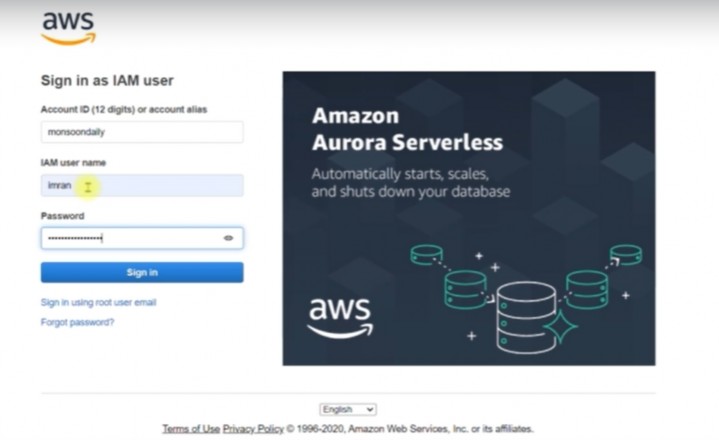 aws
Sign in as IAM user
Account ID (12 digits) or account alias
monsoondaily
IAM user name
imran
Password
Sign in
Sign in using root user email
Forgot password?
Amazon
Aurora Serverless
Automatically starts, scales,
and shuts down your database
aws
English
Terms of Use Privacy Policy © 1996-2020, Amazon Web Services, Inc. or its affiliates.